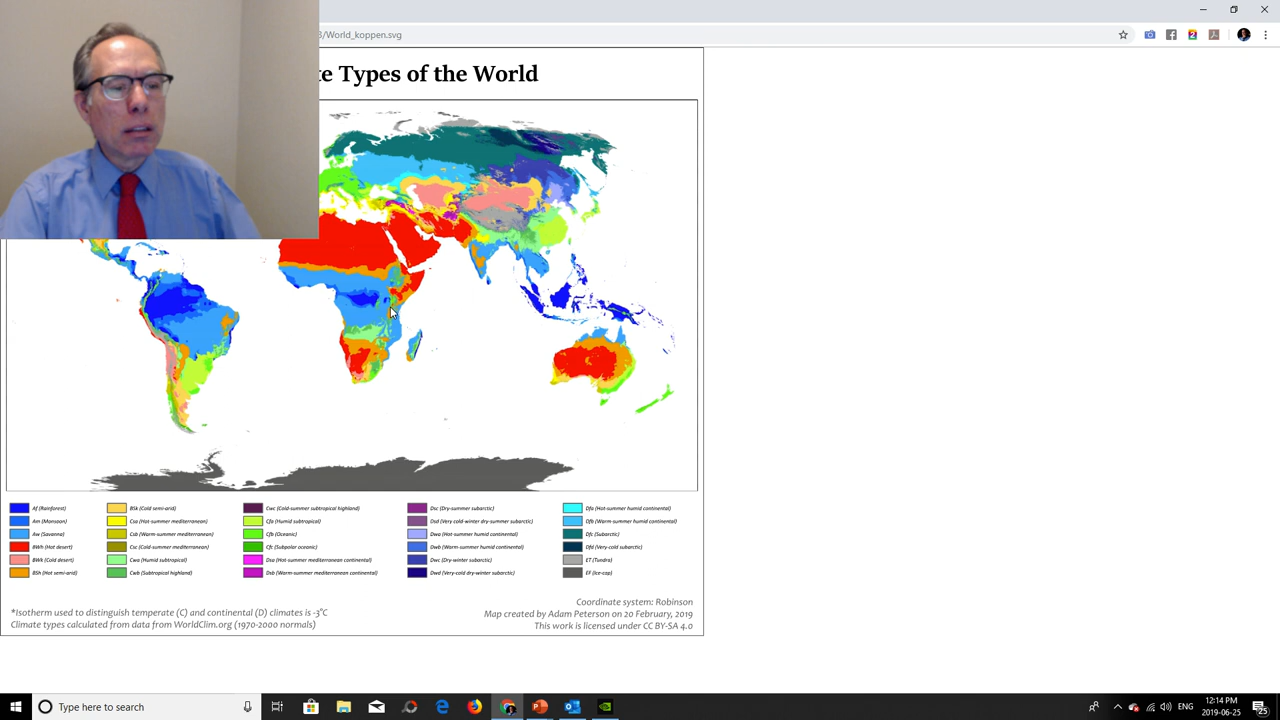 3/World_koppen.svg
te Types of the World
Af (Rainforest)
Am (Monsoon)
Aw (Savanna)
BWh (Hot desert)
BWk (Cold desert)
BSh (Hot semi-arid)
BSk (Cold semi-arid)
Csa (Hot-summer mediterranean)
Csb (Warm-summer mediterranean)
Csc (Cold-summer mediterranean)
Cwa (Humid subtropical)
Cwb (Subtropical highland)
Cwc (Cold-summer subtropical highland)
Cfa (Humid subtropical)
Cfb (Oceanic)
Cfc (Subpolar oceanic)
Dsa (Hot-summer mediterranean continental)
Dsb (Warm-summer mediterranean continental)
Dsc (Dry-summer subarctic)
Dsd (Very cold-winter dry-summer subarctic)
Dwa (Hot-summer humid continental)
Dwb (Warm-summer humid continental)
Dwc (Dry-winter subarctic)
Dwd (Very-cold dry-winter subarctic)
Dfa (Hot-summer humid continental)
Dfb (Warm-summer humid continental)
Dfc (Subarctic)
Dfd (Very-cold subarctic)
ET (Tundra)
EF (Ice-cap)
*Isotherm used to distinguish temperate (C) and continental (D) climates is -3°C
Climate types calculated from data from WorldClim.org (1970-2000 normals)
Coordinate system: Robinson
Map created by Adam Peterson on 20 February, 2019
This work is licensed under CC BY-SA 4.0
Type here to search
ENG
12:14 PM
2019-06-25
25